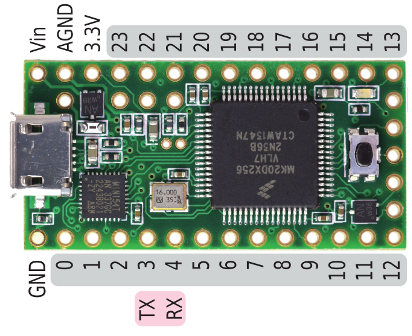 Vin AGND 3.3V 23 22 21 20 19 18 17 16 15 14 13
MK20DX256
VLH7
2N56B
CTAW1547N
16.000
GND 0 1 2 3 4 5 6 7 8 9 10 11 12
TX RX